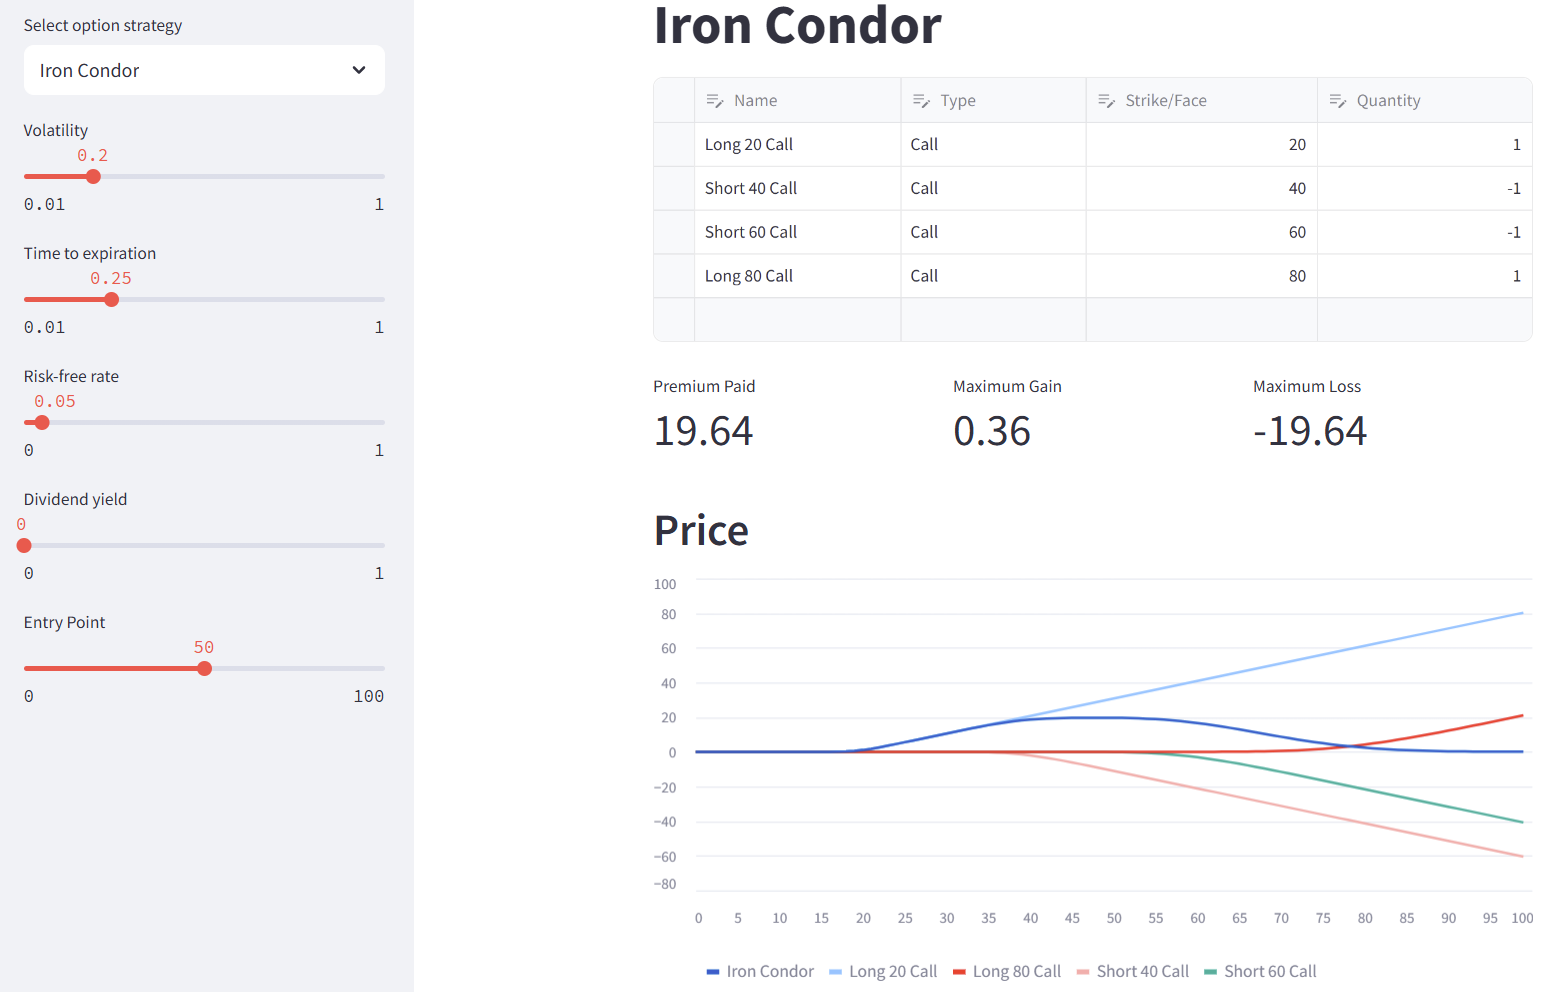 Select option strategy
Iron Condor
Volatility
0.2
0.01 1
Time to expiration
0.25
0.01 1
Risk-free rate
0.05
0 1
Dividend yield
0
0 1
Entry Point
50
0 100
Iron Condor
Name Type Strike/Face Quantity
Long 20 Call Call 20 1
Short 40 Call Call 40 -1
Short 60 Call Call 60 -1
Long 80 Call Call 80 1
Premium Paid Maximum Gain Maximum Loss
19.64 0.36 -19.64
Price
100
80
60
40
20
0
−20
−40
−60
−80
0 5 10 15 20 25 30 35 40 45 50 55 60 65 70 75 80 85 90 95 100
Iron Condor Long 20 Call Long 80 Call Short 40 Call Short 60 Call